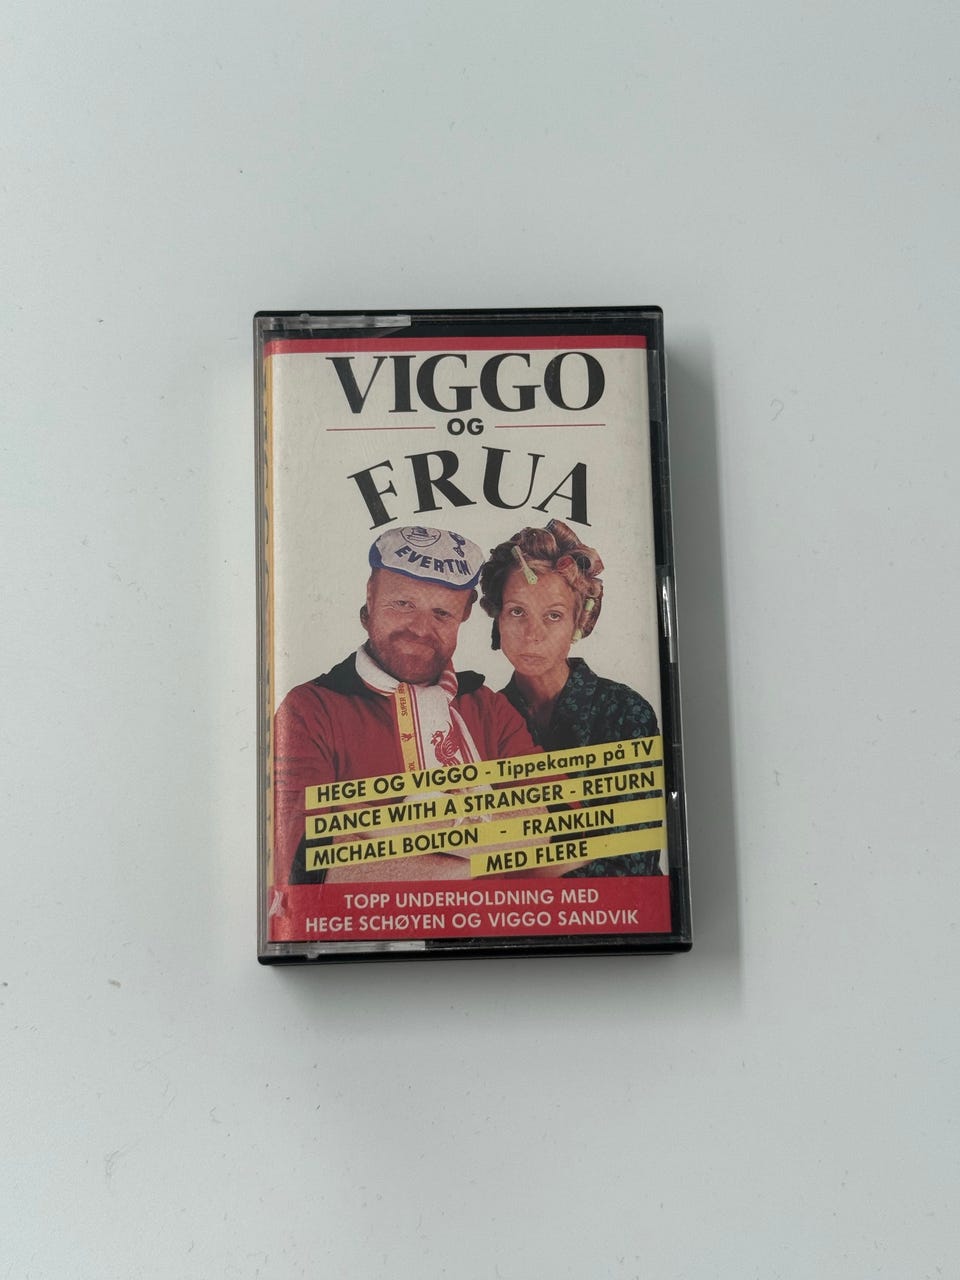 VIGGO
OG
FRUA
EVERTON
HEGE OG VIGGO - Tippekamp på TV
DANCE WITH A STRANGER - RETURN
MICHAEL BOLTON - FRANKLIN
MED FLERE
TOPP UNDERHOLDNING MED
HEGE SCHØYEN OG VIGGO SANDVIK